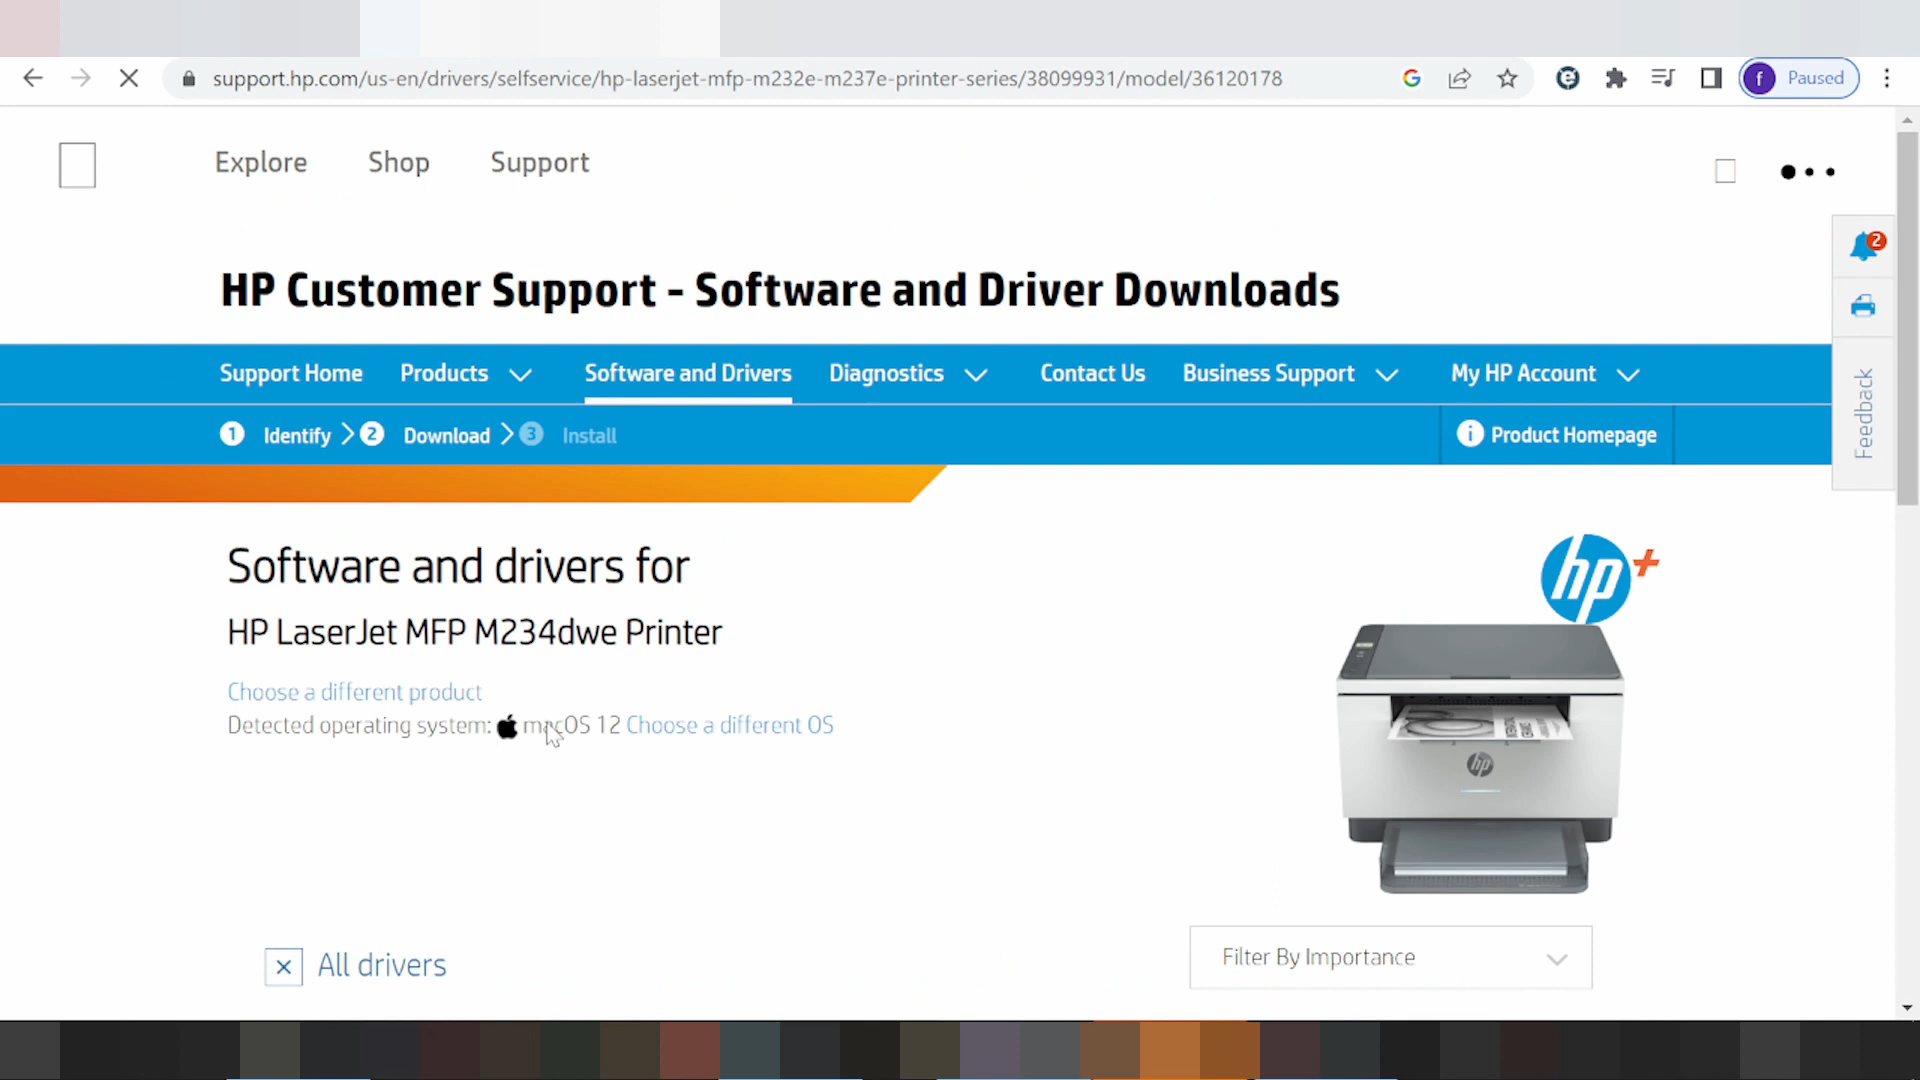 support.hp.com/us-en/drivers/selfservice/hp-laserjet-mfp-m232e-m237e-printer-series/38099931/model/36120178
f Paused
Explore Shop Support
2
HP Customer Support - Software and Driver Downloads
Support Home Products Software and Drivers Diagnostics Contact Us Business Support My HP Account
1 Identify 2 Download 3 Install
Product Homepage
Feedback
Software and drivers for
HP LaserJet MFP M234dwe Printer
Choose a different product
Detected operating system: macOS 12 Choose a different OS
hp+
hp
All drivers
Filter By Importance